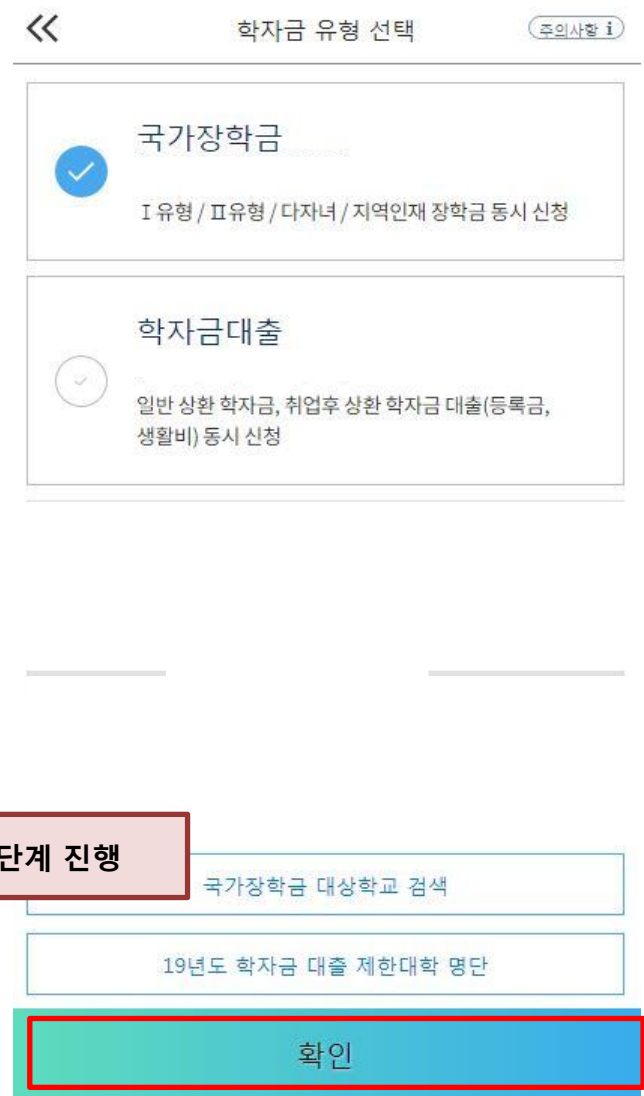 학자금 유형 선택
주의사항 i
국가장학금
I 유형 / II유형 / 다자녀 / 지역인재 장학금 동시 신청
학자금대출
일반 상환 학자금, 취업후 상환 학자금 대출(등록금,
생활비) 동시 신청
단계 진행
국가장학금 대상학교 검색
19년도 학자금 대출 제한대학 명단
확인